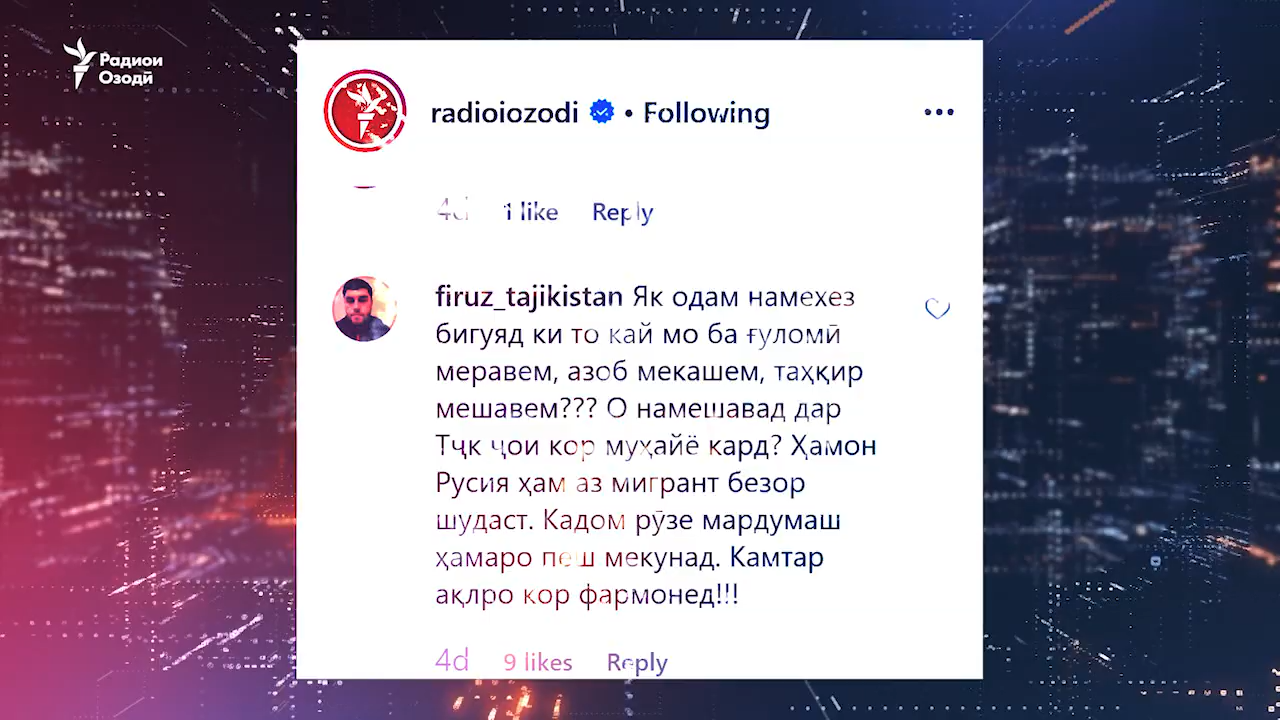 Радиои
Озодӣ
radioiozodi • Following
4d 1 like Reply
firuz_tajikistan Як одам намехез
бигуяд ки то кай мо ба ғуломӣ
меравем, азоб мекашем, таҳқир
мешавем??? О намешавад дар
Тҷк ҷои кор муҳайё кард? Ҳамон
Русия ҳам аз мигрант безор
шудаст. Кадом рӯзе мардумаш
ҳамаро пеш мекунад. Камтар
ақлро кор фармонед!!!
4d 9 likes Reply